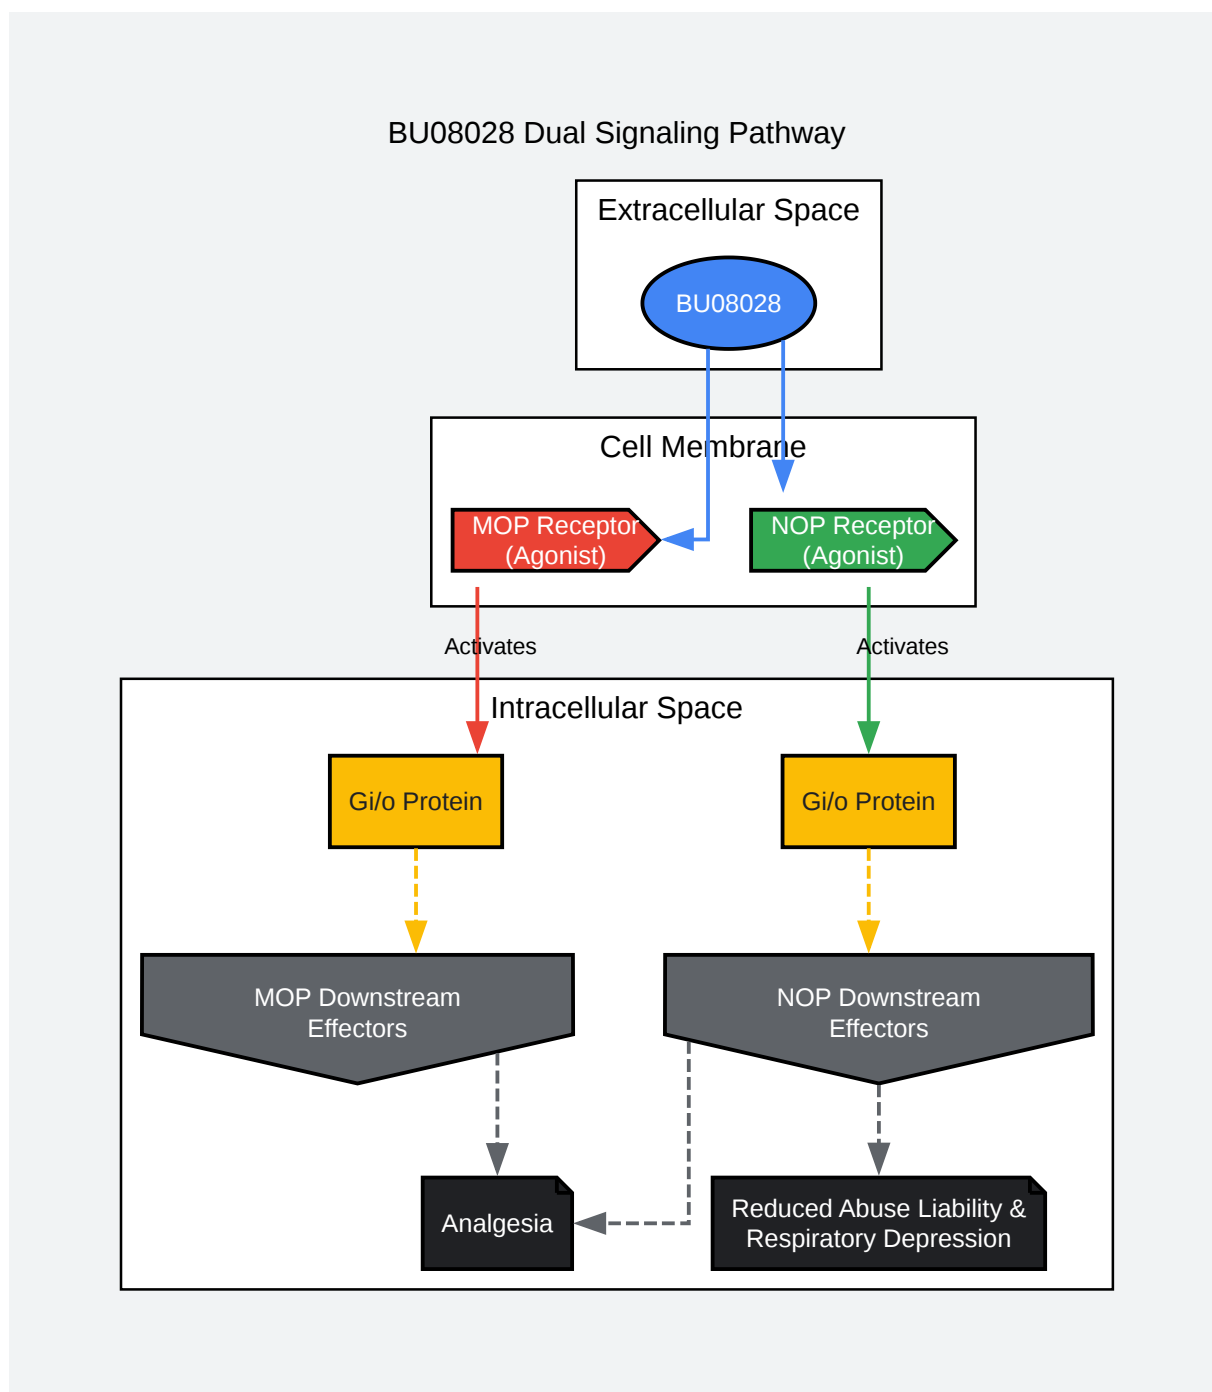 BU08028 Dual Signaling Pathway
Extracellular Space
BU08028
Cell Membrane
MOP Receptor
(Agonist)
NOP Receptor
(Agonist)
Activates
Activates
Intracellular Space
Gi/o Protein
Gi/o Protein
MOP Downstream
Effectors
NOP Downstream
Effectors
Analgesia
Reduced Abuse Liability &
Respiratory Depression